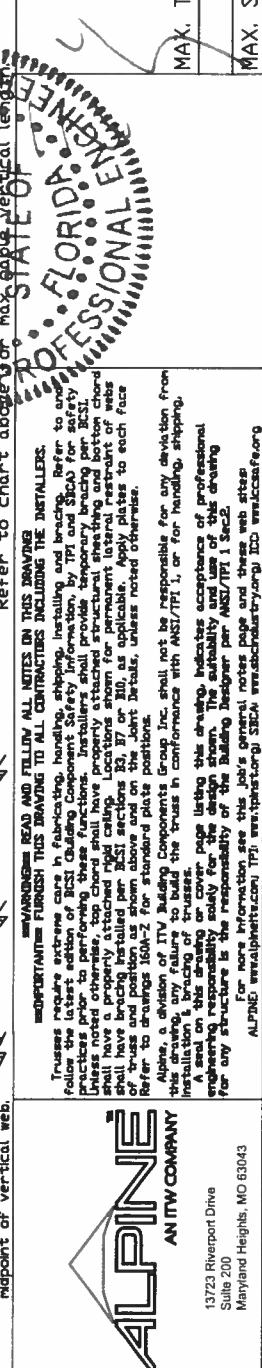 midpoint of vertical web.
Refer to chart above for max gable vertical length.
**WARNING** READ AND FOLLOW ALL NOTES ON THIS DRAWING!
**IMPORTANT** FURNISH THIS DRAWING TO ALL CONTRACTORS INCLUDING THE INSTALLERS.
Trusses require extreme care in fabricating, handling, shipping, installing and bracing. Refer to and
follow the latest edition of BCSI (Building Component Safety Information, by TPI and SBCA) for safety
practices prior to performing these functions. Installers shall provide temporary bracing per BCSI.
Unless noted otherwise, top chord shall have properly attached structural sheathing and bottom chord
shall have a properly attached rigid ceiling. Locations shown for permanent lateral restraint of webs
shall have bracing installed per BCSI sections B3, B7 or B10, as applicable. Apply plates to each face
of truss and position as shown above and on the Joint Details, unless noted otherwise.
Refer to drawings 160A-Z for standard plate positions.
Alpine, a division of ITW Building Components Group Inc. shall not be responsible for any deviation from
this drawing, any failure to build the truss in conformance with ANSI/TPI 1, or for handling, shipping,
installation & bracing of trusses.
A seal on this drawing or cover page listing this drawing, indicates acceptance of professional
engineering responsibility solely for the design shown. The suitability and use of this drawing
for any structure is the responsibility of the Building Designer per ANSI/TPI 1 Sec.2.
For more information see this job's general notes page and these web sites:
ALPINE: www.alpineitw.com; TPI: www.tpinst.org; SBCA: www.sbcindustry.org; ICC: www.iccsafe.org
ALPINE
AN ITW COMPANY
13723 Riverport Drive
Suite 200
Maryland Heights, MO 63043
STATE OF
FLORIDA
PROFESSIONAL ENGINEE
MAX. T
MAX. S